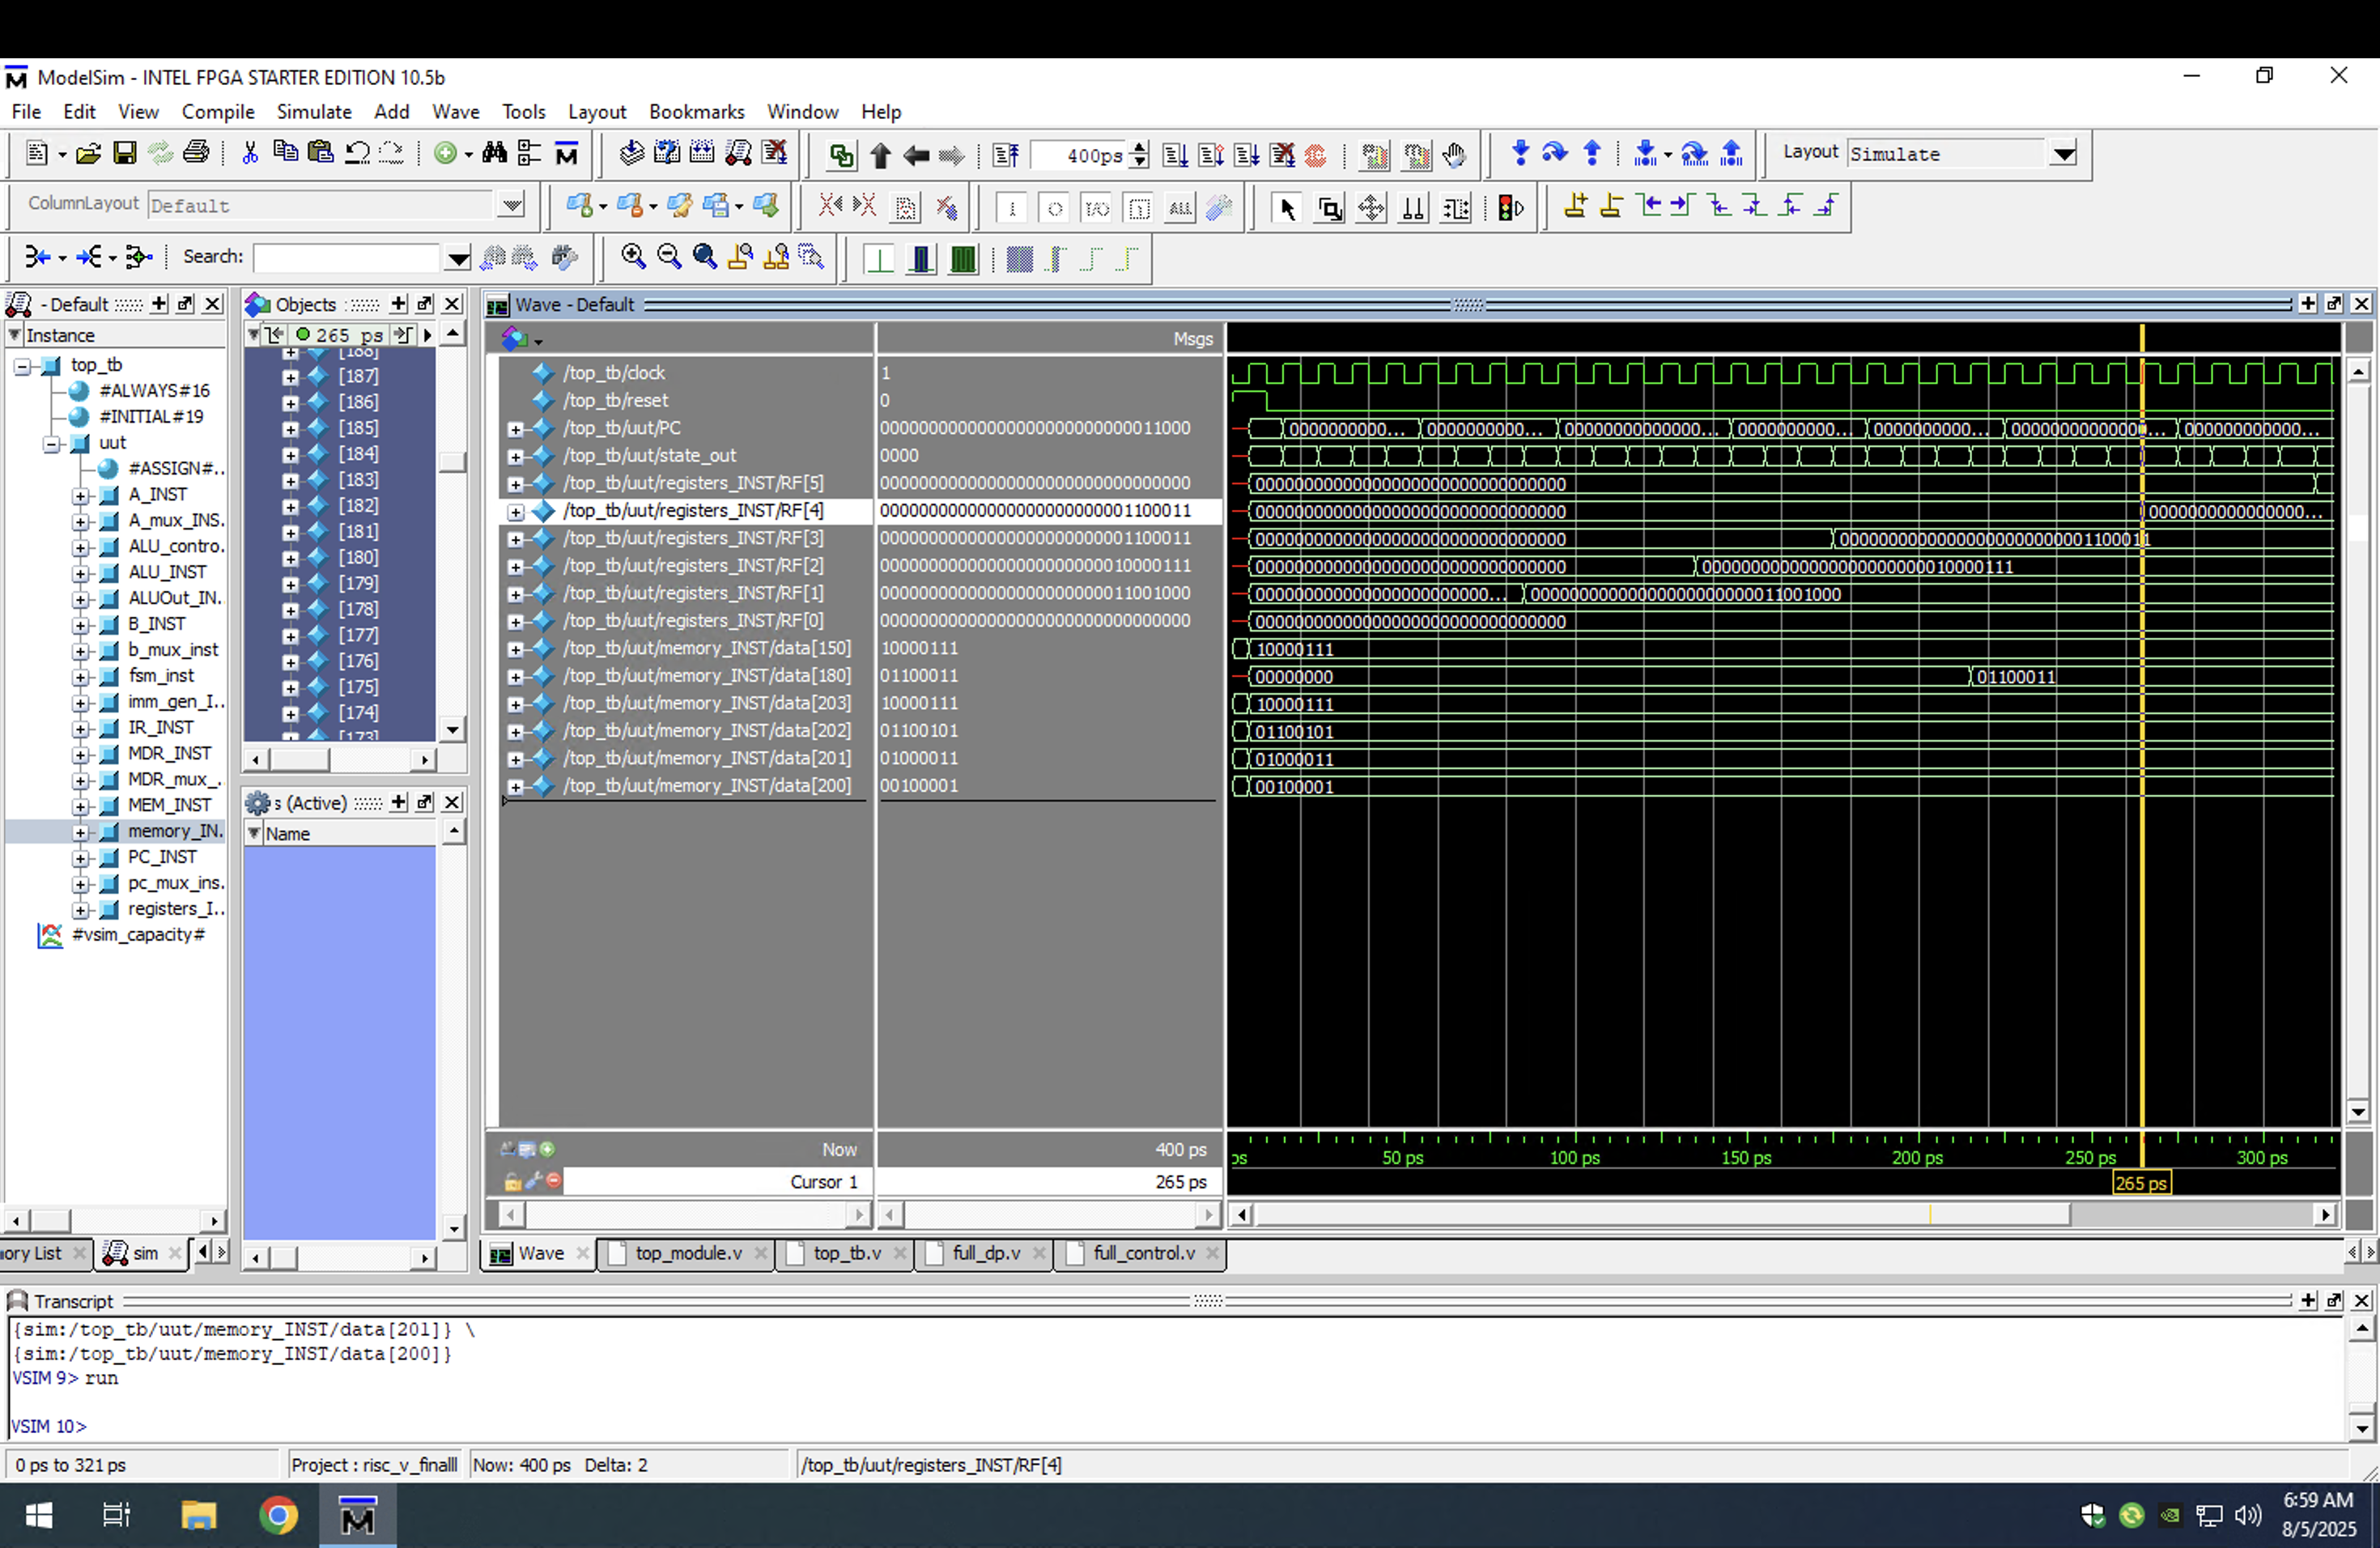 ModelSim - INTEL FPGA STARTER EDITION 10.5b
File Edit View Compile Simulate Add Wave Tools Layout Bookmarks Window Help
400ps
Layout Simulate
ColumnLayout Default
Search:
- Default
Instance
top_tb
#ALWAYS#16
#INITIAL#19
uut
#ASSIGN#..
A_INST
A_mux_INS.
ALU_contro.
ALU_INST
ALUOut_IN.
B_INST
b_mux_inst
fsm_inst
imm_gen_I..
IR_INST
MDR_INST
MDR_mux_..
MEM_INST
memory_IN.
PC_INST
pc_mux_ins.
registers_I..
#vsim_capacity#
ory List
sim
Objects
265 ps
[188]
[187]
[186]
[185]
[184]
[183]
[182]
[181]
[180]
[179]
[178]
[177]
[176]
[175]
[174]
[173]
s (Active)
Name
Wave - Default
Msgs
/top_tb/clock 1
/top_tb/reset 0
/top_tb/uut/PC 00000000000000000000000000011000 0000000000... 0000000000... 0000000000000... 0000000000... 0000000000... 00000000000000... 00000000000...
/top_tb/uut/state_out 0000
/top_tb/uut/registers_INST/RF[5] 00000000000000000000000000000000 00000000000000000000000000000000
/top_tb/uut/registers_INST/RF[4] 00000000000000000000000001100011 00000000000000000000000000000000 0000000000000000...
/top_tb/uut/registers_INST/RF[3] 00000000000000000000000001100011 00000000000000000000000000000000 00000000000000000000000001100011
/top_tb/uut/registers_INST/RF[2] 00000000000000000000000010000111 00000000000000000000000000000000 00000000000000000000000010000111
/top_tb/uut/registers_INST/RF[1] 00000000000000000000000011001000 000000000000000000000000... 00000000000000000000000011001000
/top_tb/uut/registers_INST/RF[0] 00000000000000000000000000000000 00000000000000000000000000000000
/top_tb/uut/memory_INST/data[150] 10000111 10000111
/top_tb/uut/memory_INST/data[180] 01100011 00000000 01100011
/top_tb/uut/memory_INST/data[203] 10000111 10000111
/top_tb/uut/memory_INST/data[202] 01100101 01100101
/top_tb/uut/memory_INST/data[201] 01000011 01000011
/top_tb/uut/memory_INST/data[200] 00100001 00100001
Now 400 ps
ps 50 ps 100 ps 150 ps 200 ps 250 ps 300 ps
Cursor 1 265 ps
265 ps
Wave top_module.v top_tb.v full_dp.v full_control.v
Transcript
{sim:/top_tb/uut/memory_INST/data[201]} \
{sim:/top_tb/uut/memory_INST/data[200]}
VSIM 9> run
VSIM 10>
0 ps to 321 ps Project : risc_v_finalll Now: 400 ps Delta: 2 /top_tb/uut/registers_INST/RF[4]
6:59 AM
8/5/2025